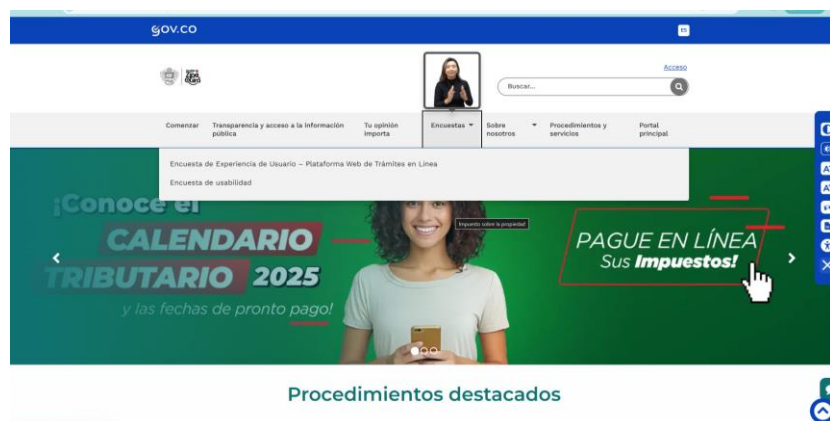 GOV.CO
ES
Acceso
Buscar...
Comenzar
Transparencia y acceso a la información
pública
Tu opinión
importa
Encuestas
Sobre
nosotros
Procedimientos y
servicios
Portal
principal
Encuesta de Experiencia de Usuario – Plataforma Web de Trámites en Línea
Encuesta de usabilidad
¡Conoce el
CALENDARIO
TRIBUTARIO 2025
y las fechas de pronto pago!
Impuesto sobre la propiedad
PAGUE EN LÍNEA
Sus Impuestos!
Procedimientos destacados